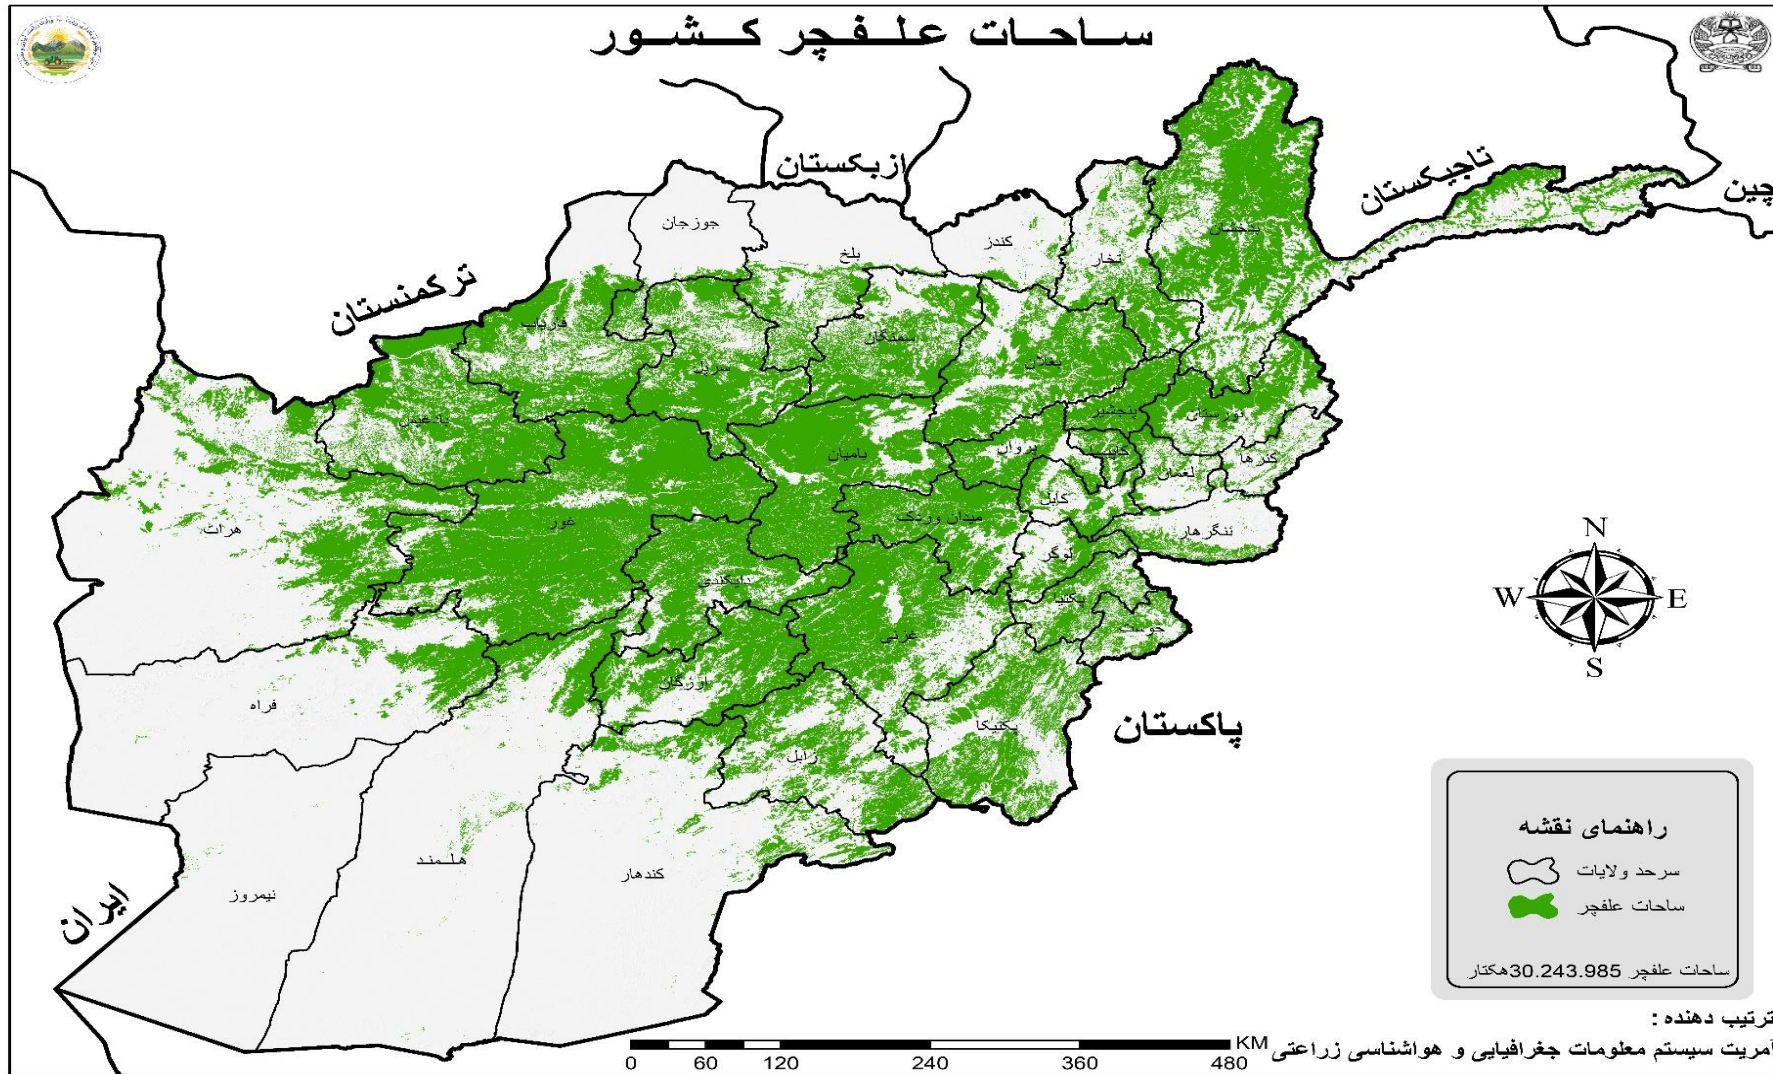 ساحات علفچر کشور
ازبکستان
تاجیکستان
چین
ترکمنستان
جوزجان
بلخ
کندز
تخار
بدخشان
فاریاب
سرپل
سمنگان
بغلان
بادغیس
پنجشیر
نورستان
بامیان
پروان
کاپیسا
لغمان
کنرها
هرات
غور
میدان وردک
کابل
ننگرهار
لوگر
دایکندی
پکتیا
خوست
غزنی
ارزگان
فراه
زابل
پکتیکا
پاکستان
نیمروز
هلمند
کندهار
ایران
N
W
E
S
راهنمای نقشه
سرحد ولایات
ساحات علفچر
ساحات علفچر 30.243.985هکتار
ترتیب دهنده :
آمریت سیستم معلومات جغرافیایی و هواشناسی زراعتی
0 60 120 240 360 480 KM